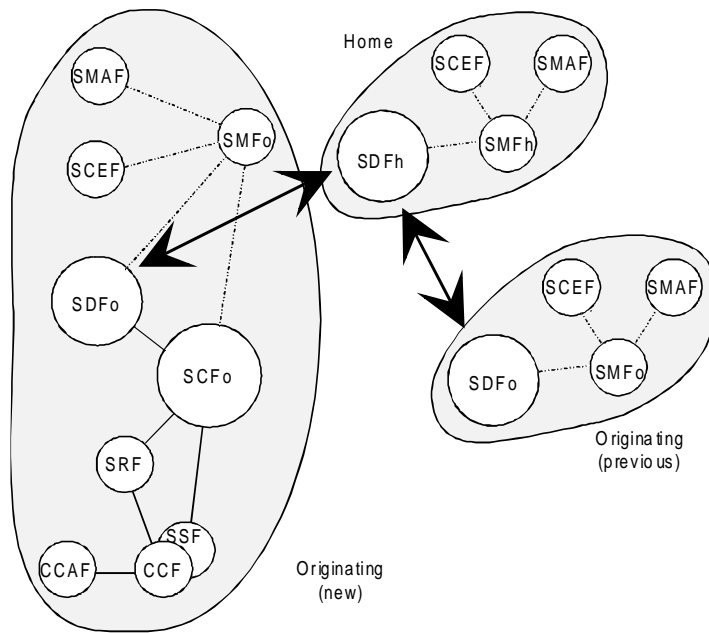 Home
SMAF
SCEF
SMAF
SMFo
SMFh
SCEF
SDFh
SCEF
SMAF
SDFo
SCFo
SMFo
SDFo
Originating
(previous)
SRF
SSF
CCAF
CCF
Originating
(new)